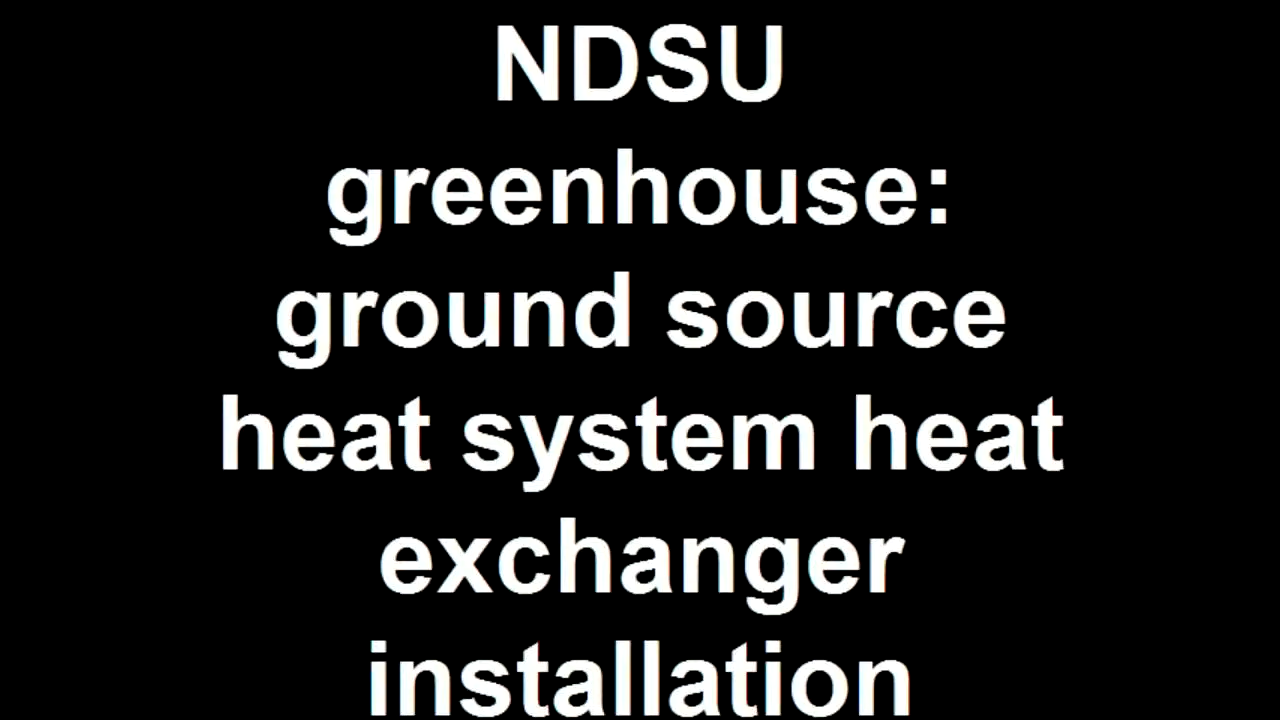 NDSU
greenhouse:
ground source
heat system heat
exchanger
installation